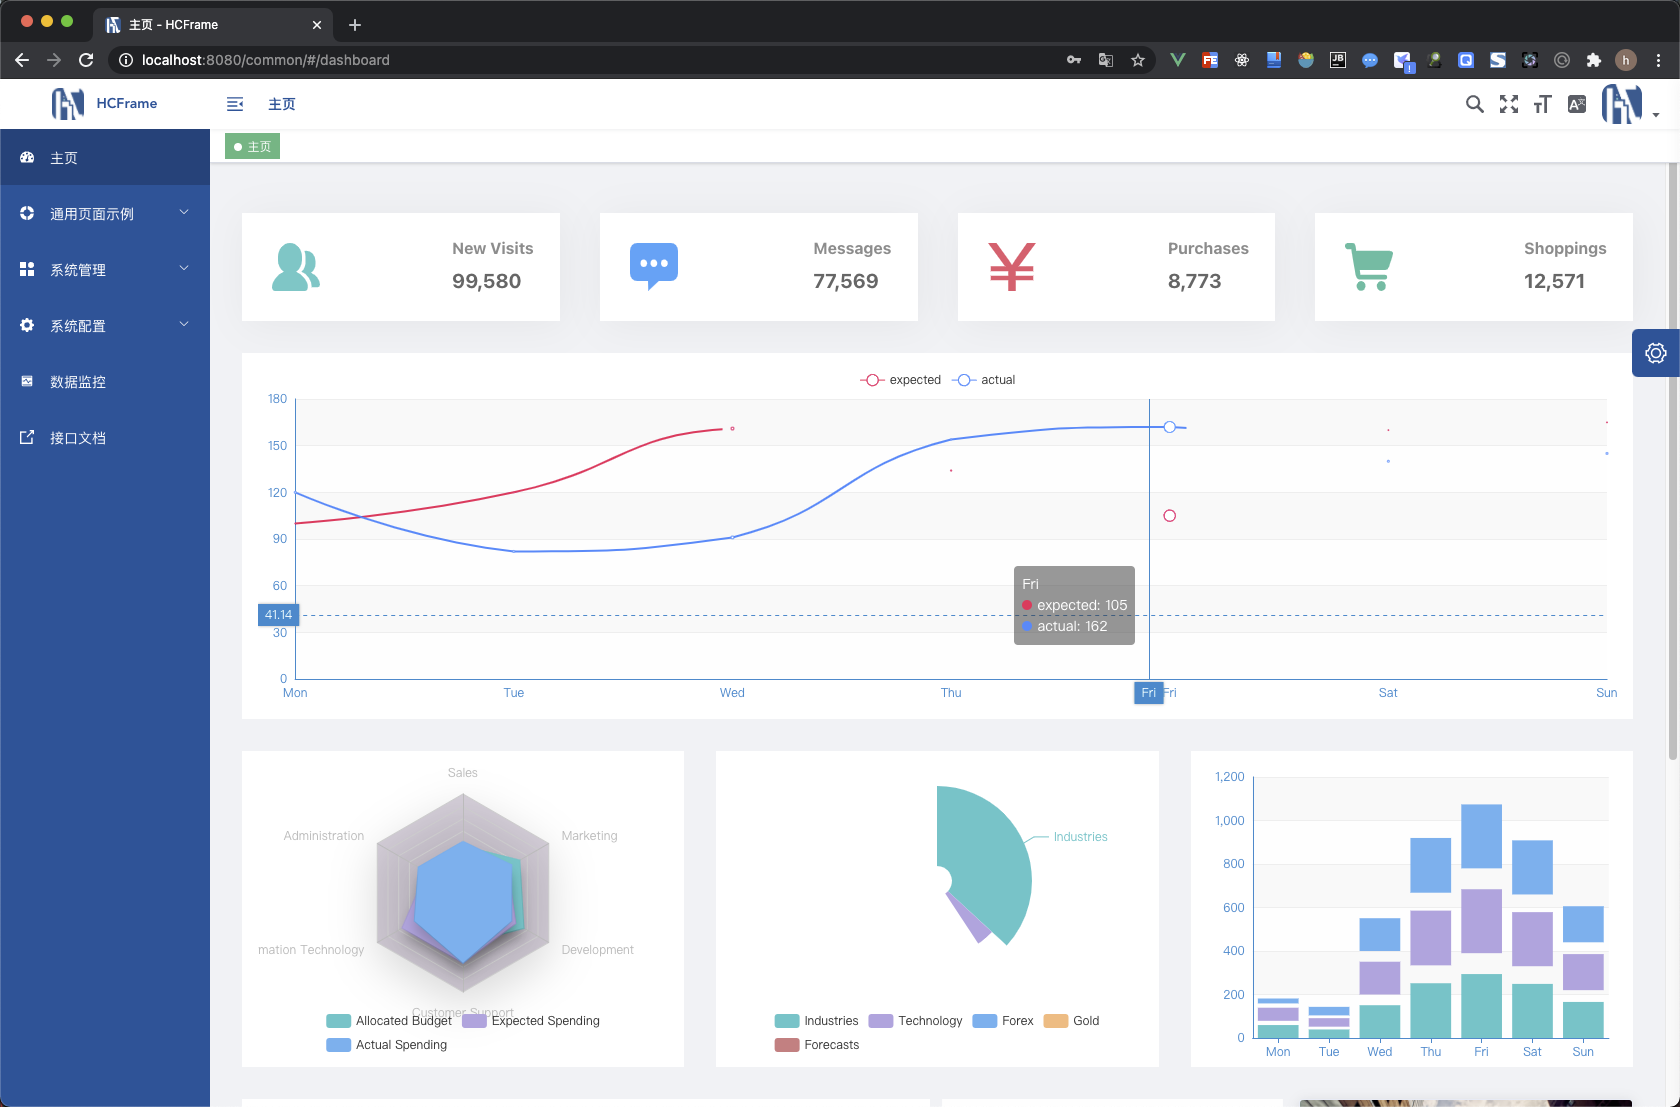 主页 - HCFrame
localhost:8080/common/#/dashboard
HCFrame
主页
主页
主页
通用页面示例
系统管理
系统配置
数据监控
接口文档
New Visits
99,580
Messages
77,569
Purchases
8,773
Shoppings
12,571
expected
actual
180
150
120
90
60
41.14
30
0
Fri
expected: 105
actual: 162
Mon
Tue
Wed
Thu
Fri
Fri
Sat
Sun
Sales
Administration
Marketing
mation Technology
Development
Customer Support
Allocated Budget
Expected Spending
Actual Spending
Industries
Industries
Technology
Forex
Gold
Forecasts
1,200
1,000
800
600
400
200
0
Mon
Tue
Wed
Thu
Fri
Sat
Sun